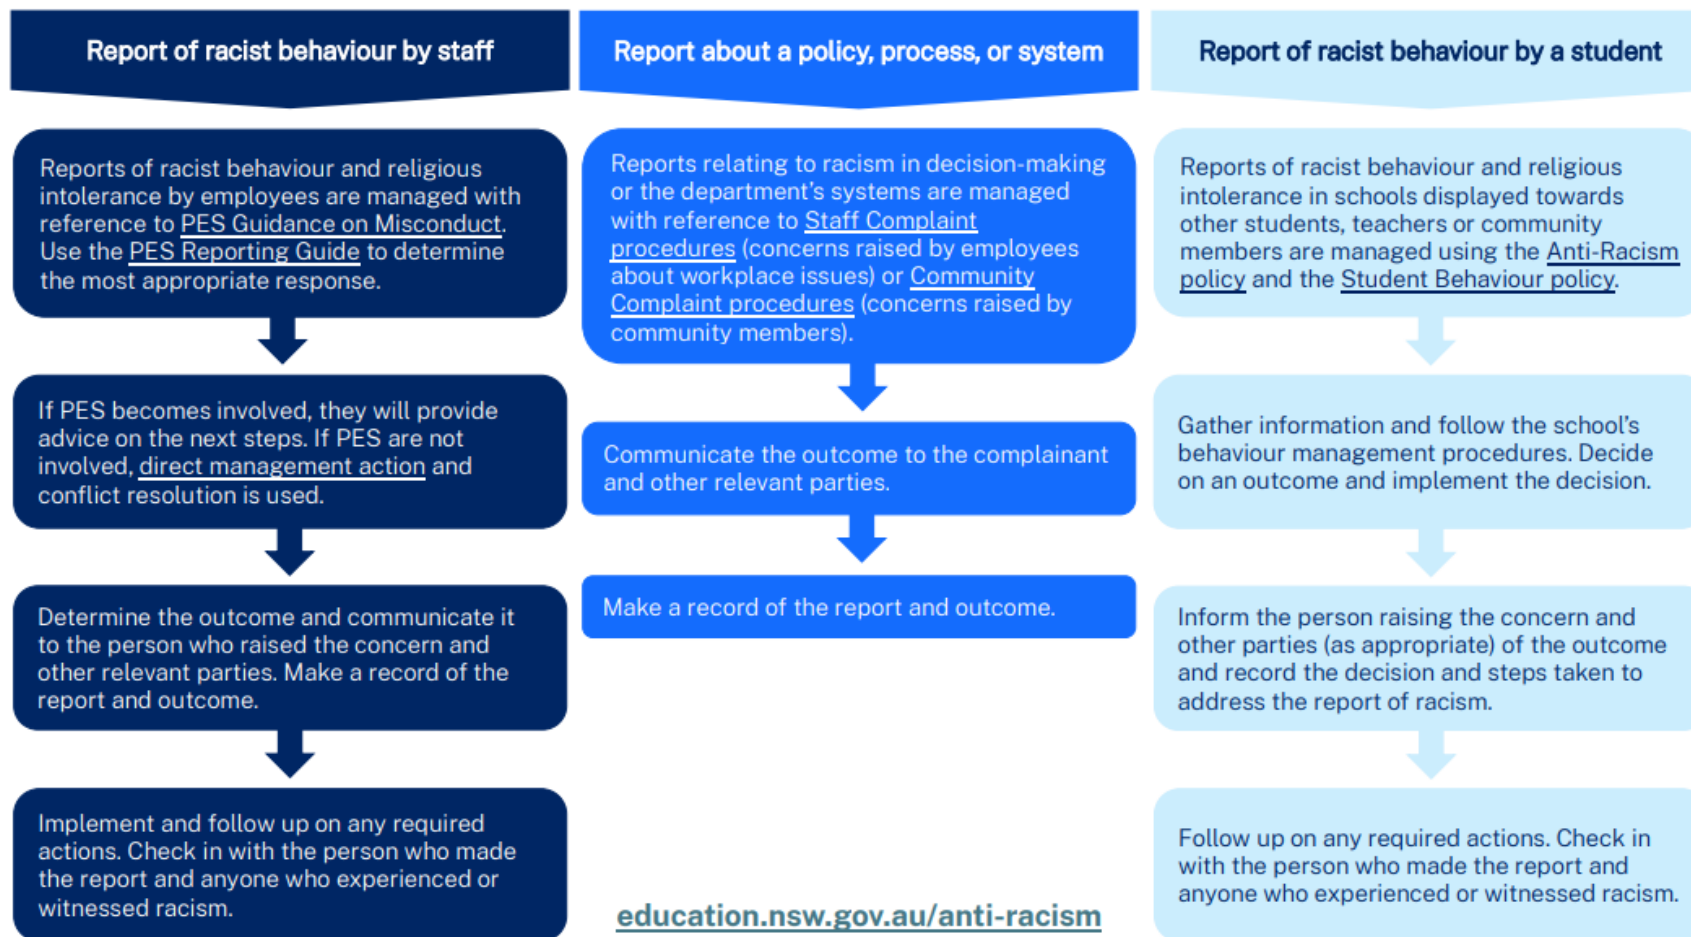 Report of racist behaviour by staff
Reports of racist behaviour and religious
intolerance by employees are managed with
reference to PES Guidance on Misconduct.
Use the PES Reporting Guide to determine
the most appropriate response.
If PES becomes involved, they will provide
advice on the next steps. If PES are not
involved, direct management action and
conflict resolution is used.
Determine the outcome and communicate it
to the person who raised the concern and
other relevant parties. Make a record of the
report and outcome.
Implement and follow up on any required
actions. Check in with the person who made
the report and anyone who experienced or
witnessed racism.
Report about a policy, process, or system
Reports relating to racism in decision-making
or the department's systems are managed
with reference to Staff Complaint
procedures (concerns raised by employees
about workplace issues) or Community
Complaint procedures (concerns raised by
community members).
Communicate the outcome to the complainant
and other relevant parties.
Make a record of the report and outcome.
education.nsw.gov.au/anti-racism
Report of racist behaviour by a student
Reports of racist behaviour and religious
intolerance in schools displayed towards
other students, teachers or community
members are managed using the Anti-Racism
policy and the Student Behaviour policy.
Gather information and follow the school's
behaviour management procedures. Decide
on an outcome and implement the decision.
Inform the person raising the concern and
other parties (as appropriate) of the outcome
and record the decision and steps taken to
address the report of racism.
Follow up on any required actions. Check in
with the person who made the report and
anyone who experienced or witnessed racism.